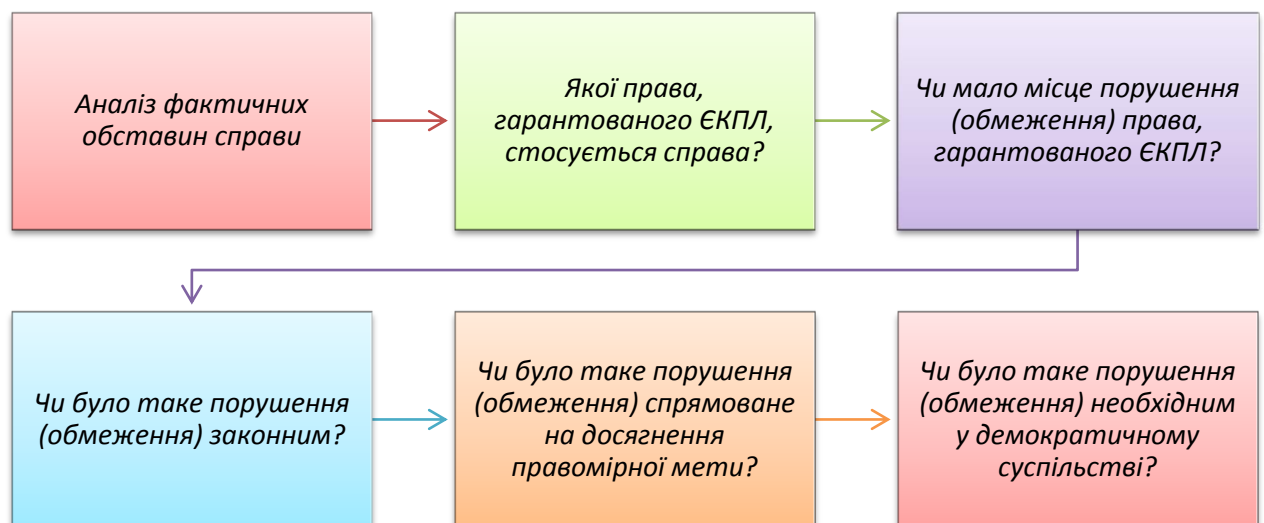 Аналіз фактичних
обставин справи
Якої права,
гарантованого ЄКПЛ,
стосується справа?
Чи мало місце порушення
(обмеження) права,
гарантованого ЄКПЛ?
Чи було таке порушення
(обмеження) законним?
Чи було таке порушення
(обмеження) спрямоване
на досягнення
правомірної мети?
Чи було таке порушення
(обмеження) необхідним
у демократичному
суспільстві?